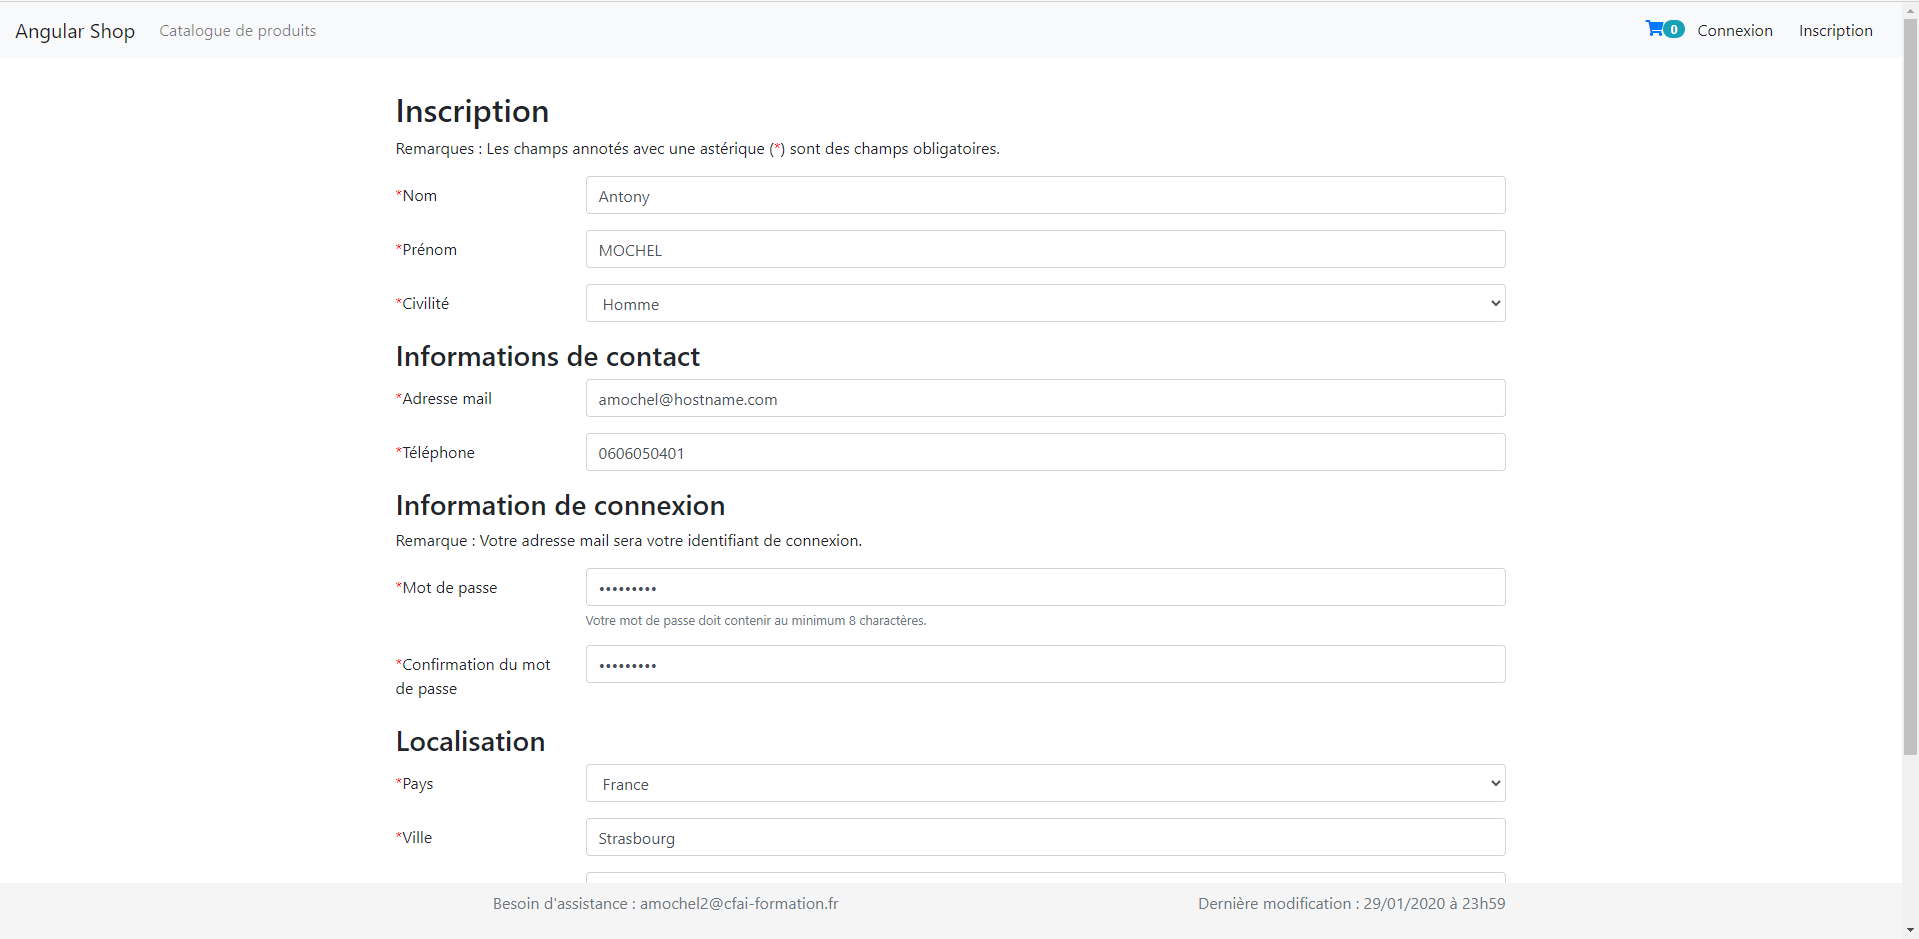 Angular Shop Catalogue de produits 0 Connexion Inscription
Inscription
Remarques : Les champs annotés avec une astérique (*) sont des champs obligatoires.
*Nom Antony
*Prénom MOCHEL
*Civilité Homme
Informations de contact
*Adresse mail amochel@hostname.com
*Téléphone 0606050401
Information de connexion
Remarque : Votre adresse mail sera votre identifiant de connexion.
*Mot de passe •••••••••
Votre mot de passe doit contenir au minimum 8 charactères.
*Confirmation du mot •••••••••
de passe
Localisation
*Pays France
*Ville Strasbourg
Besoin d'assistance : amochel2@cfai-formation.fr Dernière modification : 29/01/2020 à 23h59